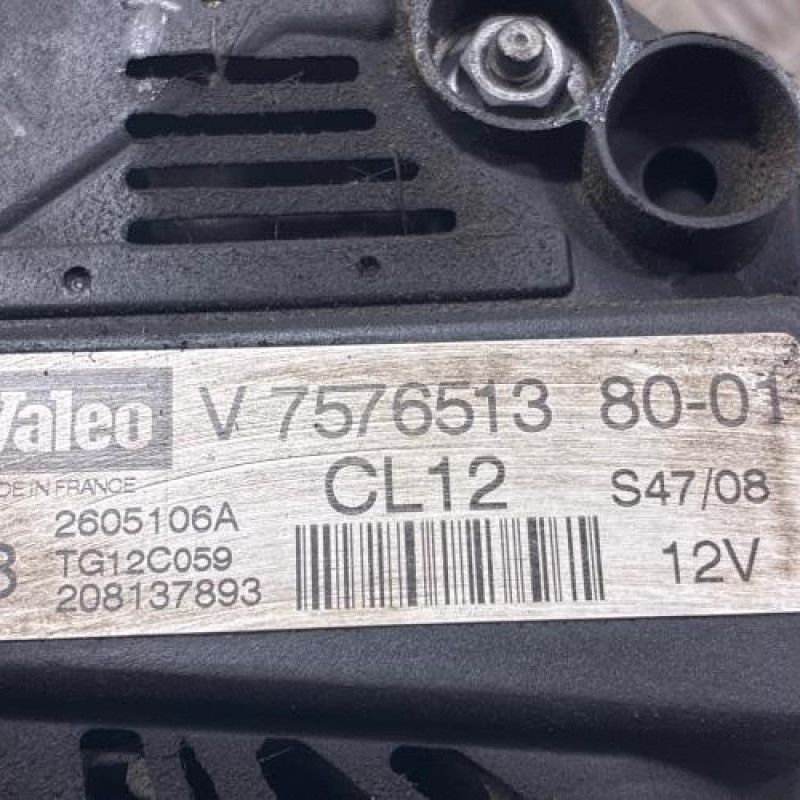 Valeo V 7576513 80-01
DE IN FRANCE CL12 S47/08
2605106A
TG12C059 12V
208137893